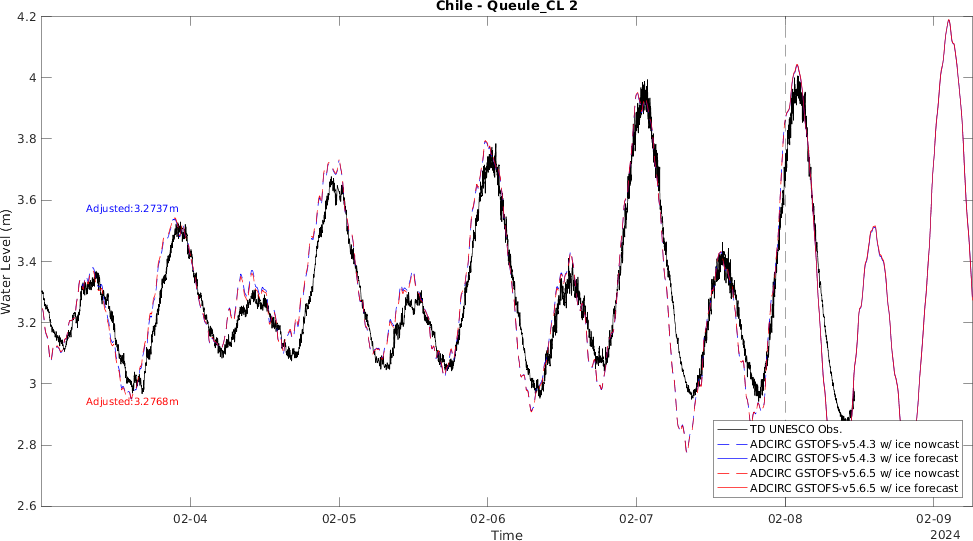 Chile - Queule_CL 2
4.2
4
3.8
3.6
3.4
3.2
3
2.8
2.6
Water Level (m)
Adjusted:3.2737m
Adjusted:3.2768m
TD UNESCO Obs.
ADCIRC GSTOFS-v5.4.3 w/ ice nowcast
ADCIRC GSTOFS-v5.4.3 w/ ice forecast
ADCIRC GSTOFS-v5.6.5 w/ ice nowcast
ADCIRC GSTOFS-v5.6.5 w/ ice forecast
02-04 02-05 02-06 02-07 02-08 02-09
2024
Time